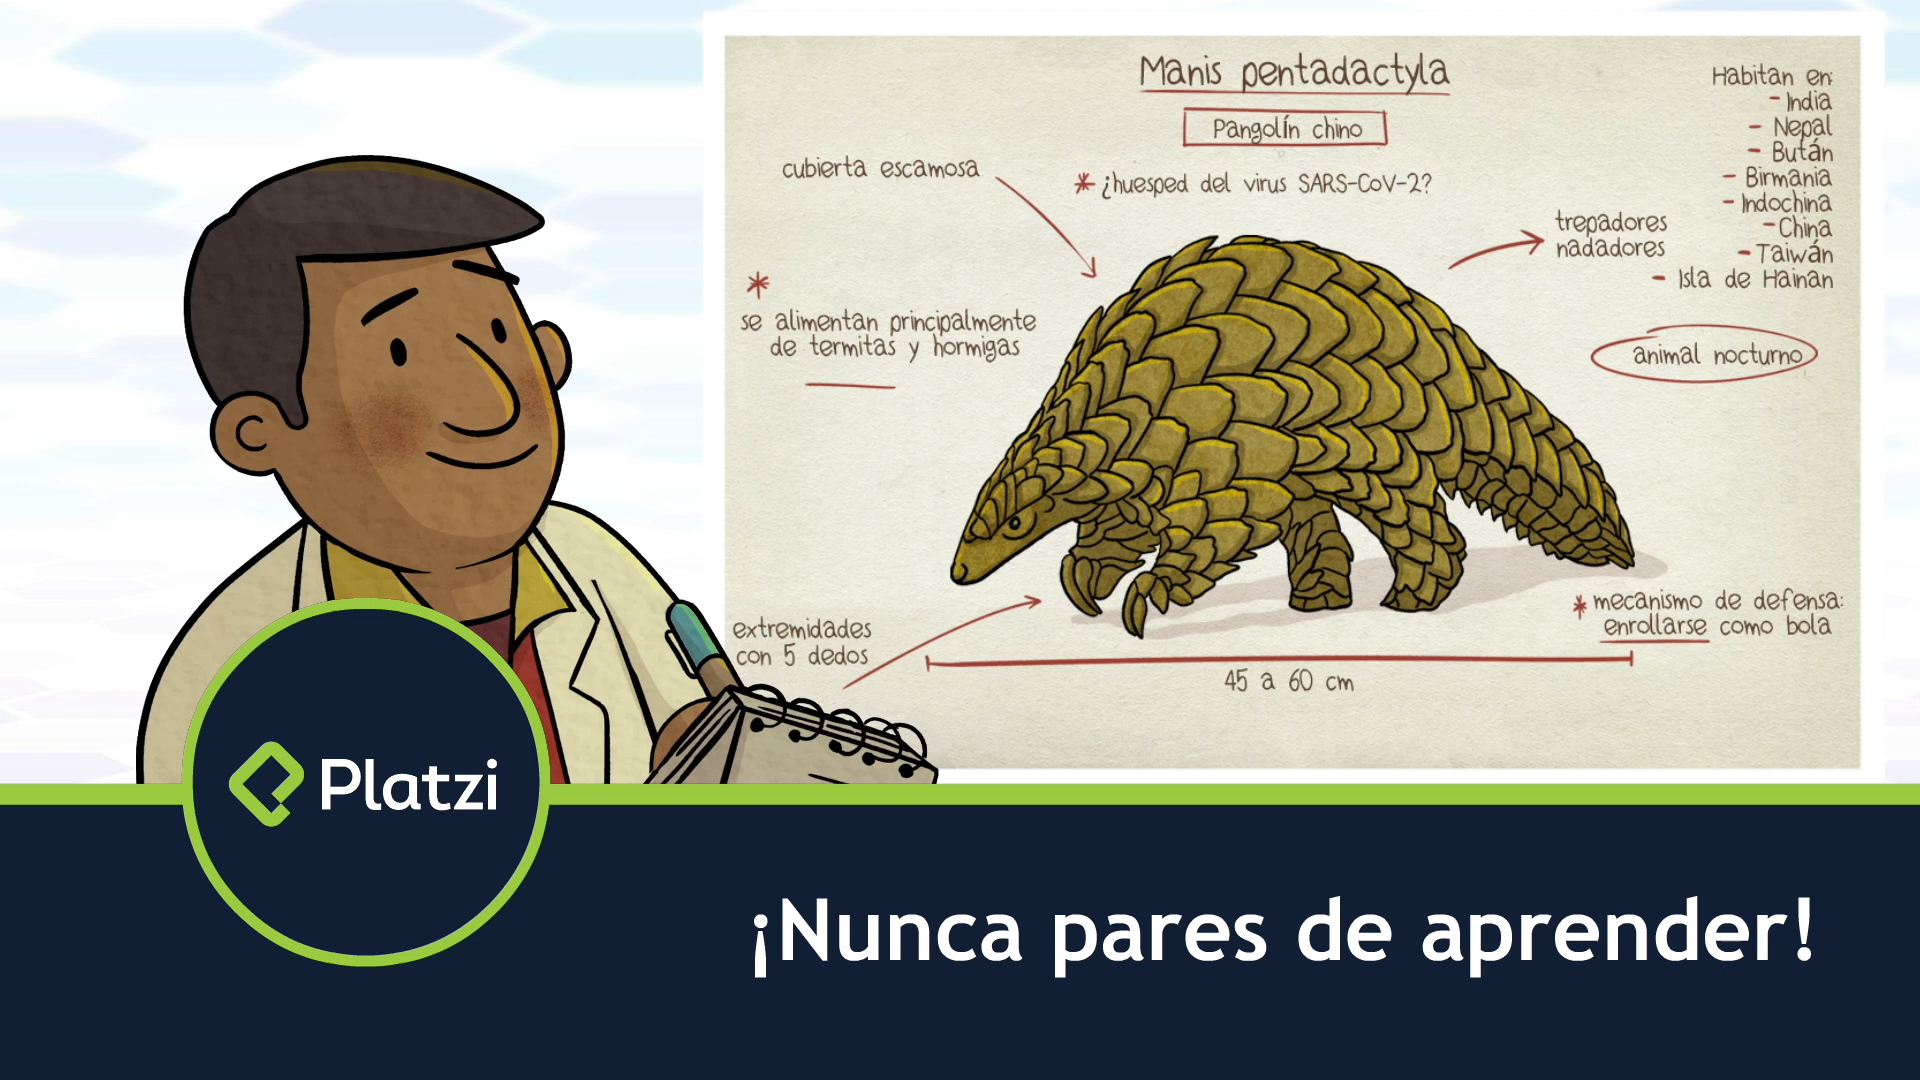 Manis pentadactyla
Pangolín chino
* ¿huesped del virus SARS-CoV-2?
cubierta escamosa
*
se alimentan principalmente
de termitas y hormigas
extremidades
con 5 dedos
trepadores
nadadores
Habitan en:
- India
- Nepal
- Bután
- Birmania
- Indochina
- China
- Taiwán
- Isla de Hainan
animal nocturno
* mecanismo de defensa:
enrollarse como bola
45 a 60 cm
Platzi
¡Nunca pares de aprender!